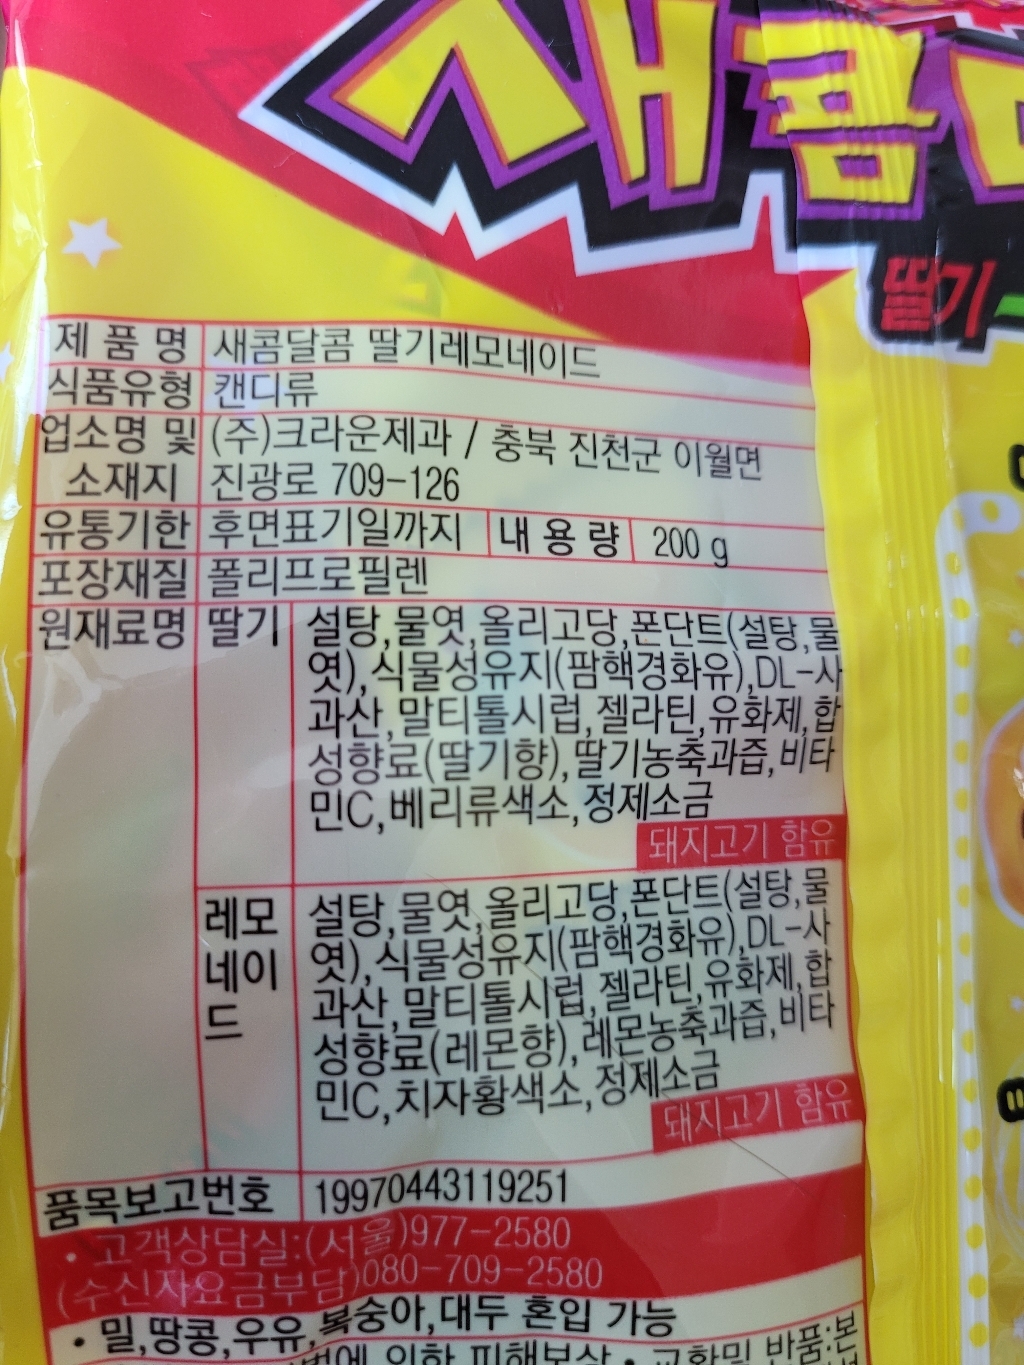 새콤
딸기
제 품 명 새콤달콤 딸기레모네이드
식품유형 캔디류
업소명 및 (주)크라운제과 / 충북 진천군 이월면
소재지 진광로 709-126
유통기한 후면표기일까지 내 용 량 200 g
포장재질 폴리프로필렌
원재료명 딸기 설탕,물엿,올리고당,폰단트(설탕,물
엿),식물성유지(팜핵경화유),DL-사
과산,말티톨시럽,젤라틴,유화제,합
성향료(딸기향),딸기농축과즙,비타
민C,베리류색소,정제소금
돼지고기 함유
레모 설탕,물엿,올리고당,폰단트(설탕,물
네이 엿),식물성유지(팜핵경화유),DL-사
드 과산,말티톨시럽,젤라틴,유화제,합
성향료(레몬향),레몬농축과즙,비타
민C,치자황색소,정제소금
돼지고기 함유
품목보고번호 19970443119251
• 고객상담실:(서울)977-2580
(수신자요금부담)080-709-2580
• 밀,땅콩,우유,복숭아,대두 혼입 가능
의한 피해보상 • 교환및 반품:본